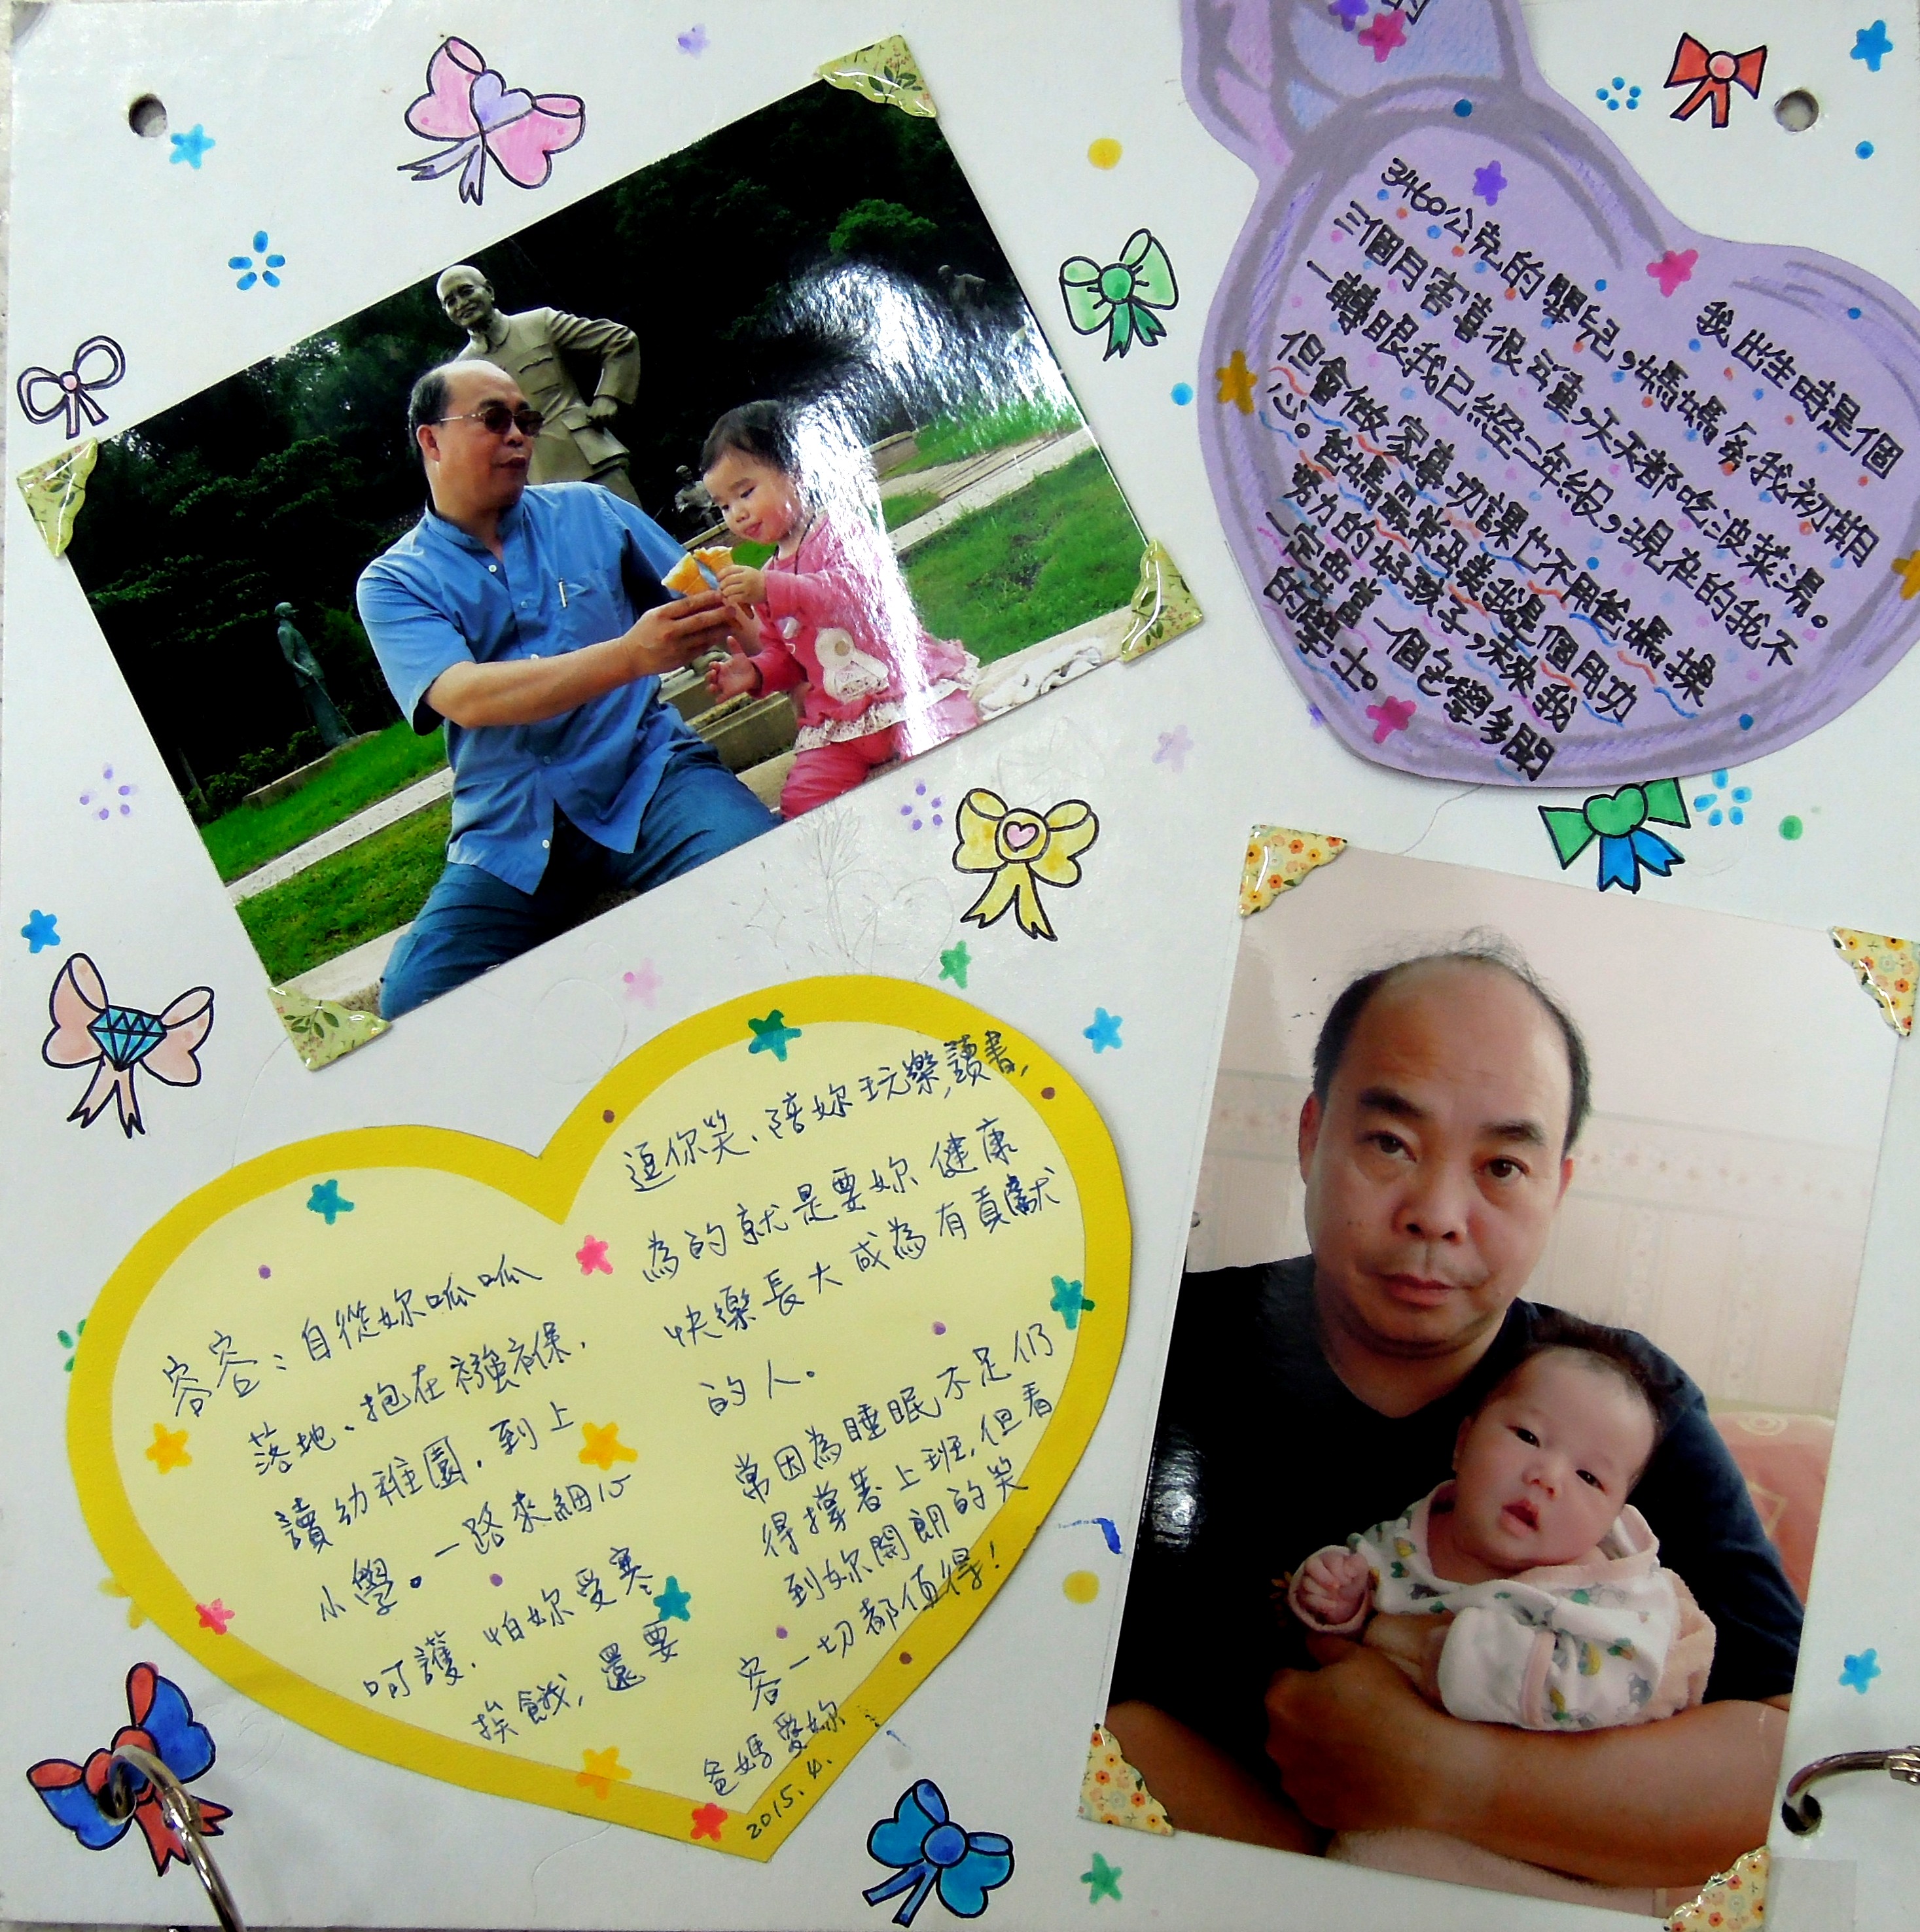 的
我出生時是個
3460公克的嬰兒，媽媽 我初期
三個月害喜很重，天天都吃波菜湯。
一轉眼我已經二年級，現在的我不
但會做家事功課也不用爸媽操
心。爸媽最常 美我是個用功
努力的好孩子，未來我
一定要當一個包學多聞
的學士。
容容：自從妳呱呱
落地、抱在襁褓，
讀幼稚園，到上
小學。一路來細心
呵護，怕妳受寒
挨餓，還要
逗你笑、陪妳玩樂,讀書,
為的就是要妳健康
快樂長大成為有貢獻
的人。
常因為睡眠不足仍
得撐著上班，但看
到妳開朗的笑
容一切都值得！
爸媽愛妳
2015.4.